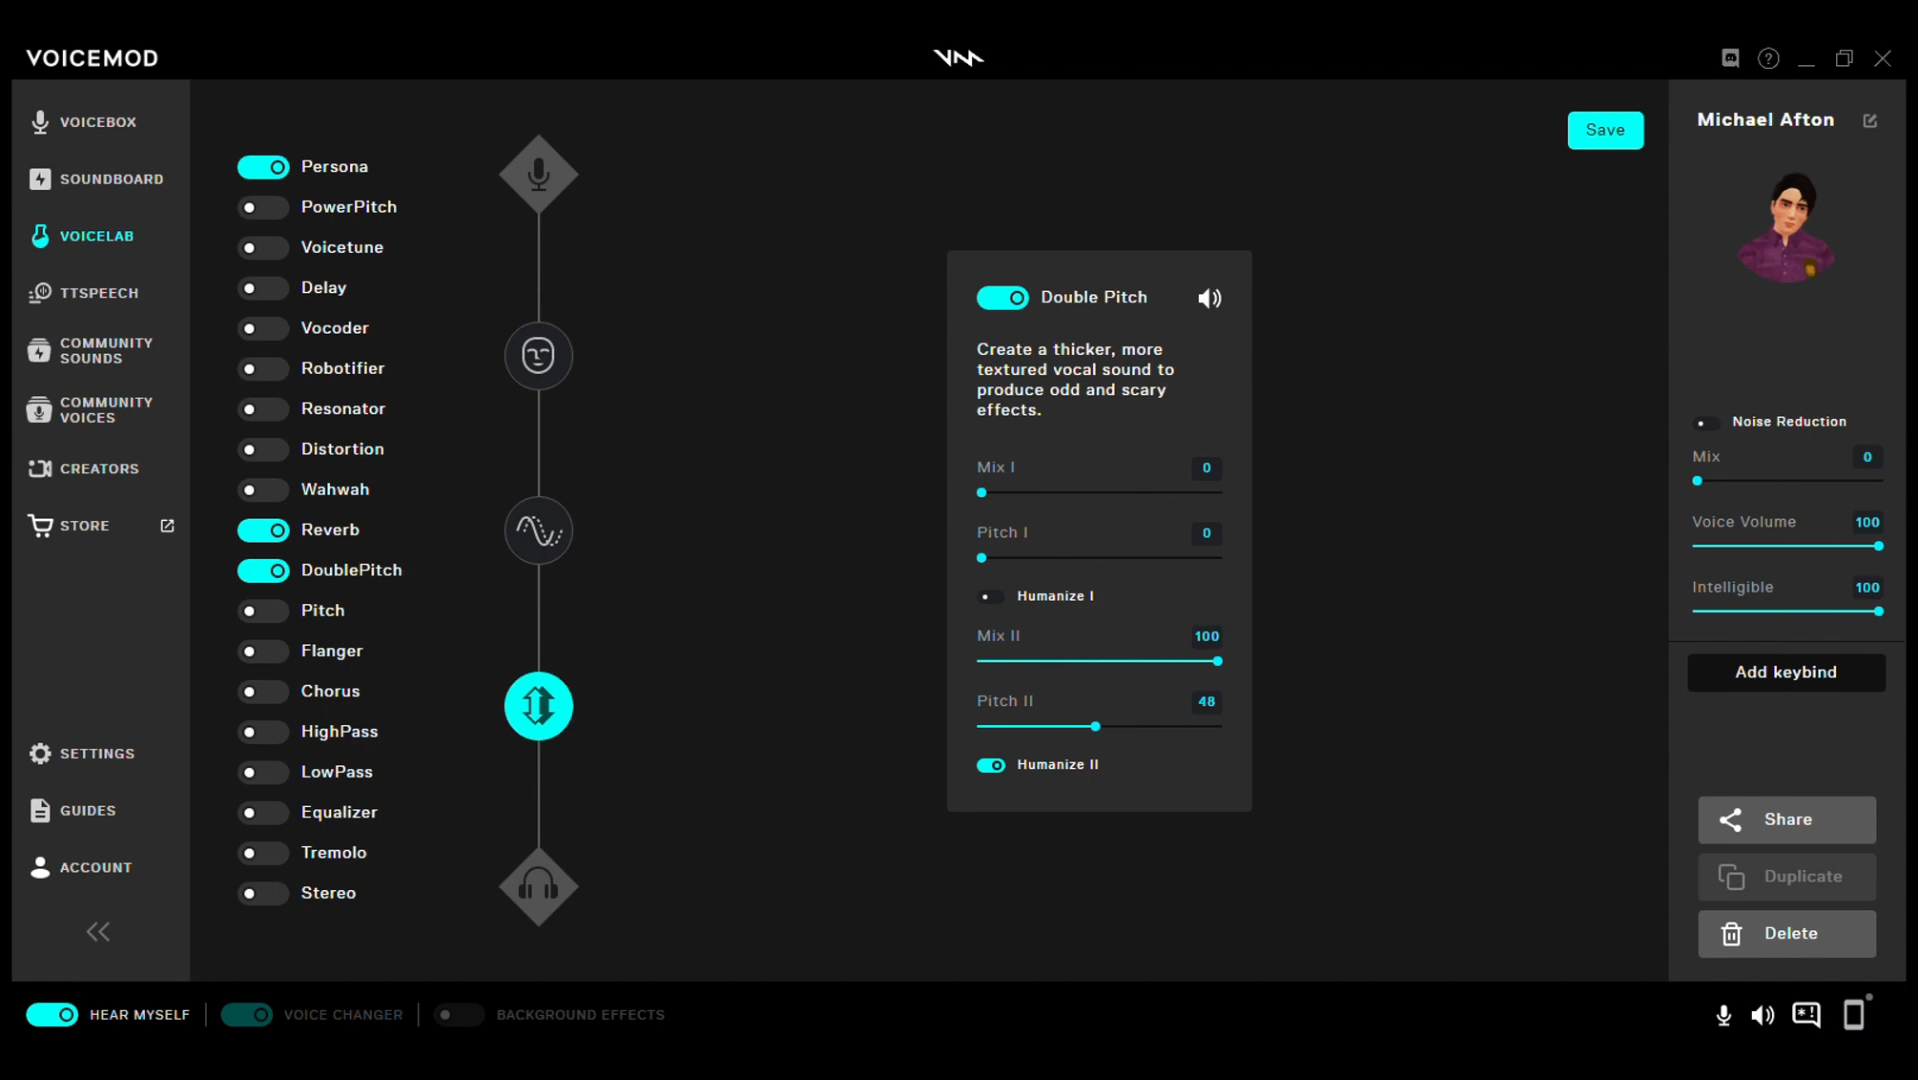 VOICEMOD
VOICEBOX
SOUNDBOARD
VOICELAB
TTSPEECH
COMMUNITY
SOUNDS
COMMUNITY
VOICES
CREATORS
STORE
SETTINGS
GUIDES
ACCOUNT
Persona
PowerPitch
Voicetune
Delay
Vocoder
Robotifier
Resonator
Distortion
Wahwah
Reverb
DoublePitch
Pitch
Flanger
Chorus
HighPass
LowPass
Equalizer
Tremolo
Stereo
Save
Double Pitch
Create a thicker, more
textured vocal sound to
produce odd and scary
effects.
Mix I 0
Pitch I 0
Humanize I
Mix II 100
Pitch II 48
Humanize II
Michael Afton
Noise Reduction
Mix 0
Voice Volume 100
Intelligible 100
Add keybind
Share
Duplicate
Delete
HEAR MYSELF
VOICE CHANGER
BACKGROUND EFFECTS